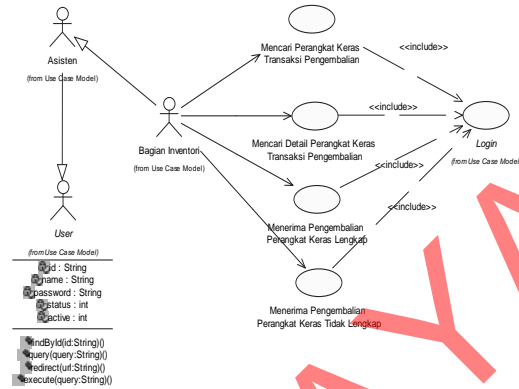 Asisten
(from Use Case Model)
Bagian Inventori
(from Use Case Model)
User
(from Use Case Model)
id : String
name : String
password : String
status : int
active : int
findById(id:String)()
query(query:String)()
redirect(url:String)()
execute(query:String)()
Mencari Perangkat Keras
Transaksi Pengembalian
<<include>>
Mencari Detail Perangkat Keras
Transaksi Pengembalian
<<include>>
Menerima Pengembalian
Perangkat Keras Lengkap
<<include>>
Menerima Pengembalian
Perangkat Keras Tidak Lengkap
<<include>>
Login
(from Use Case Model)